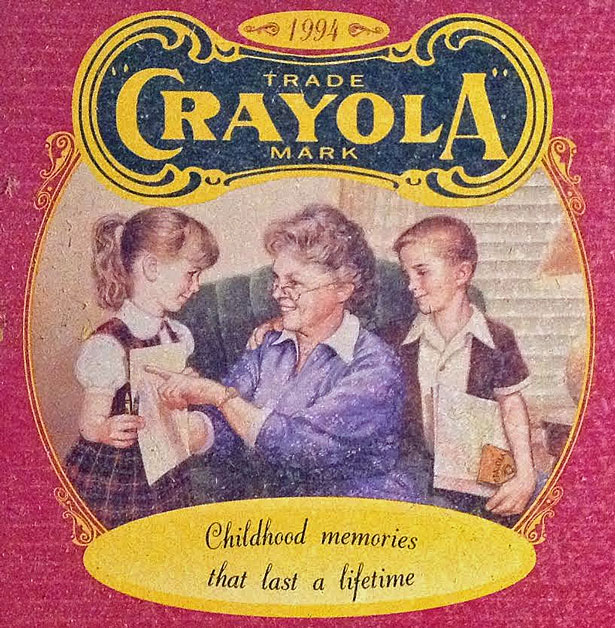 1994
TRADE
"CRAYOLA"
MARK
Childhood memories
that last a lifetime